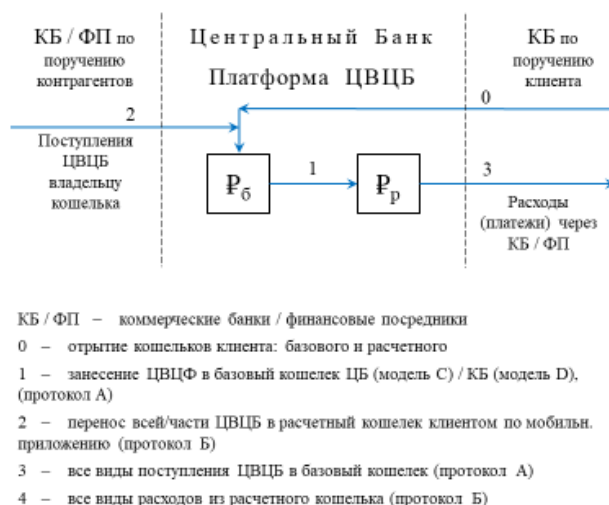 КБ / ФП по
поручению
контрагентов
Центральный Банк
Платформа ЦВЦБ
КБ по
поручению
клиента
0
2
Поступления
ЦВЦБ
владельцу
кошелька
₽б
1
₽р
3
Расходы
(платежи) через
КБ / ФП
КБ / ФП – коммерческие банки / финансовые посредники
0 – отрытие кошельков клиента: базового и расчетного
1 – занесение ЦВЦФ в базовый кошелек ЦБ (модель С) / КБ (модель D),
(протокол А)
2 – перенос всей/части ЦВЦБ в расчетный кошелек клиентом по мобильн.
приложению (протокол Б)
3 – все виды поступления ЦВЦБ в базовый кошелек (протокол А)
4 – все виды расходов из расчетного кошелька (протокол Б)